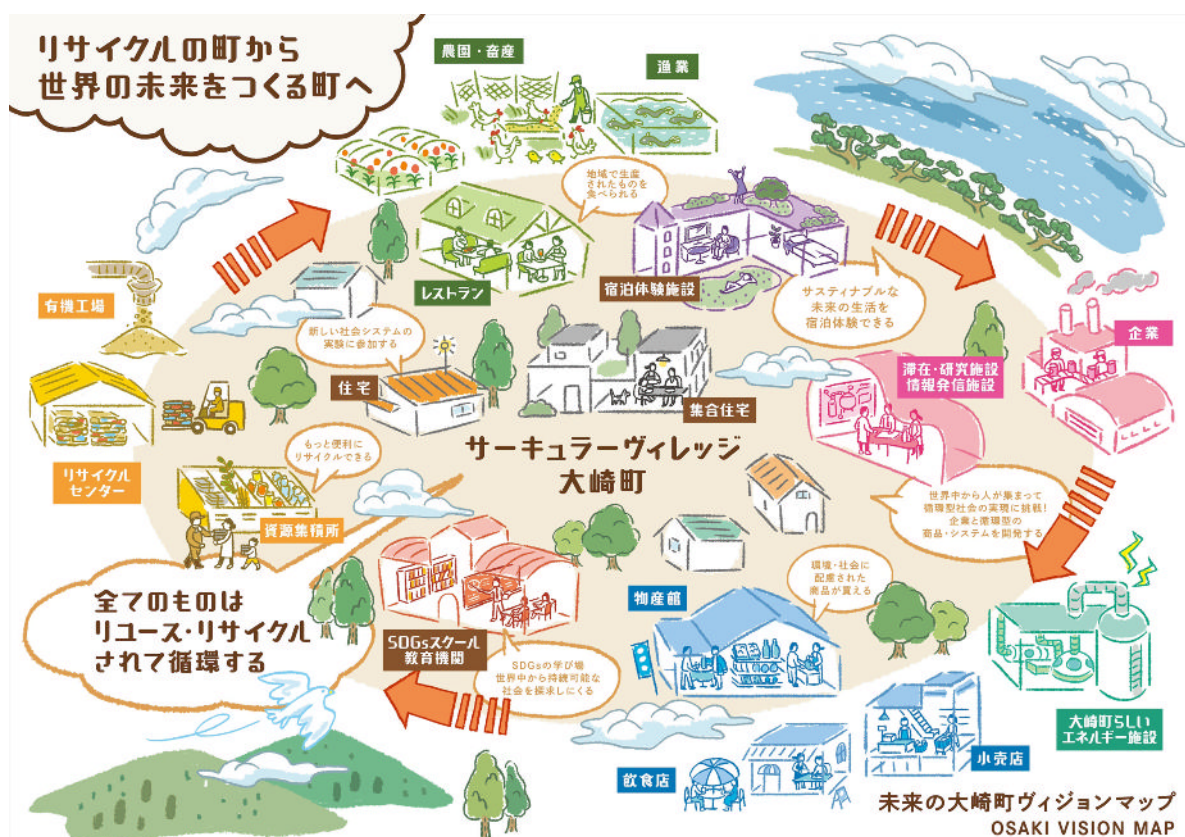 リサイクルの町から
世界の未来をつくる町へ
農園・畜産
漁業
地域で生産
されたものを
食べられる
レストラン
宿泊体験施設
サスティナブルな
未来の生活を
宿泊体験できる
有機工場
新しい社会システムの
実験に参加する
住宅
集合住宅
企業
滞在・研究施設
情報発信施設
サーキュラーヴィレッジ
大崎町
リサイクル
センター
もっと便利に
リサイクルできる
資源集積所
世界中から人が集まって
循環型社会の実現に挑戦!
企業と循環型の
商品・システムを開発する
全てのものは
リユース・リサイクル
されて循環する
SDGsスクール
教育機関
SDGsの学び場
世界中から持続可能な
社会を探求しにくる
物産館
環境・社会に
配慮された
商品が買える
大崎町らしい
エネルギー施設
飲食店
小売店
未来の大崎町ヴィジョンマップ
OSAKI VISION MAP